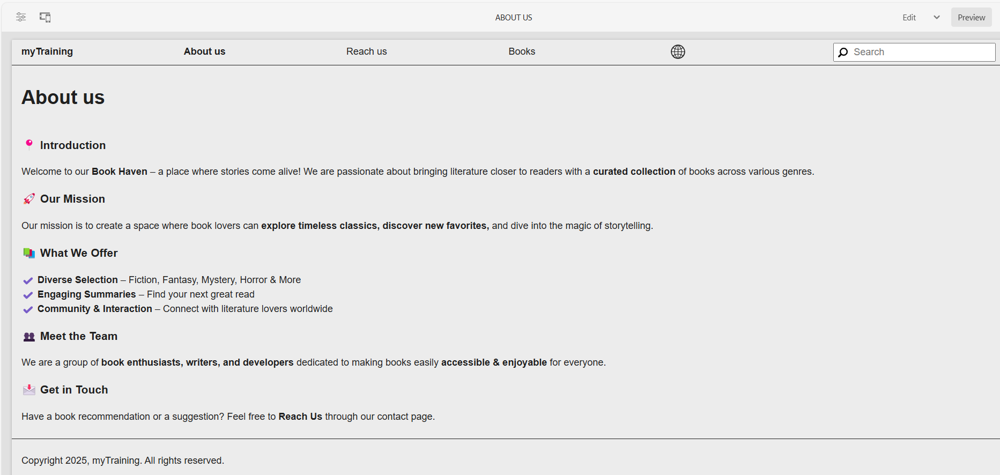 ABOUT US
Edit
Preview
myTraining
About us
Reach us
Books
Search
About us
Introduction
Welcome to our Book Haven – a place where stories come alive! We are passionate about bringing literature closer to readers with a curated collection of books across various genres.
Our Mission
Our mission is to create a space where book lovers can explore timeless classics, discover new favorites, and dive into the magic of storytelling.
What We Offer
Diverse Selection – Fiction, Fantasy, Mystery, Horror & More
Engaging Summaries – Find your next great read
Community & Interaction – Connect with literature lovers worldwide
Meet the Team
We are a group of book enthusiasts, writers, and developers dedicated to making books easily accessible & enjoyable for everyone.
Get in Touch
Have a book recommendation or a suggestion? Feel free to Reach Us through our contact page.
Copyright 2025, myTraining. All rights reserved.